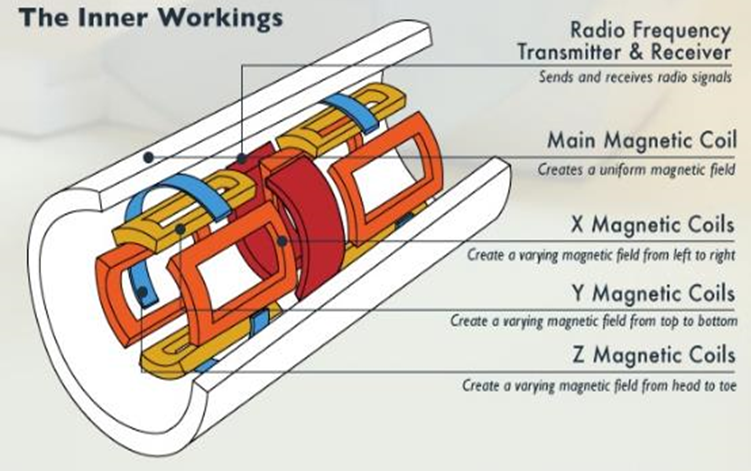 The Inner Workings
Radio Frequency
Transmitter & Receiver
Sends and receives radio signals
Main Magnetic Coil
Creates a uniform magnetic field
X Magnetic Coils
Create a varying magnetic field from left to right
Y Magnetic Coils
Create a varying magnetic field from top to bottom
Z Magnetic Coils
Create a varying magnetic field from head to toe